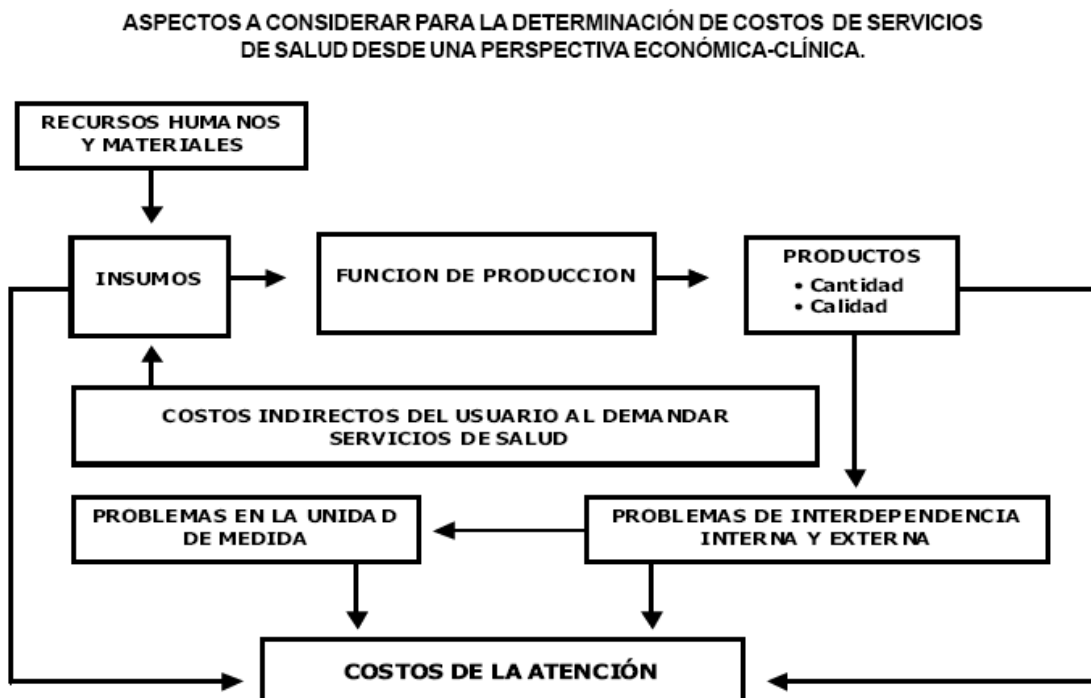 ASPECTOS A CONSIDERAR PARA LA DETERMINACIÓN DE COSTOS DE SERVICIOS
DE SALUD DESDE UNA PERSPECTIVA ECONÓMICA-CLÍNICA.
RECURSOS HUMANOS
Y MATERIALES
INSUMOS
FUNCION DE PRODUCCION
PRODUCTOS
• Cantidad
• Calidad
COSTOS INDIRECTOS DEL USUARIO AL DEMANDAR
SERVICIOS DE SALUD
PROBLEMAS EN LA UNIDAD
DE MEDIDA
PROBLEMAS DE INTERDEPENDENCIA
INTERNA Y EXTERNA
COSTOS DE LA ATENCIÓN